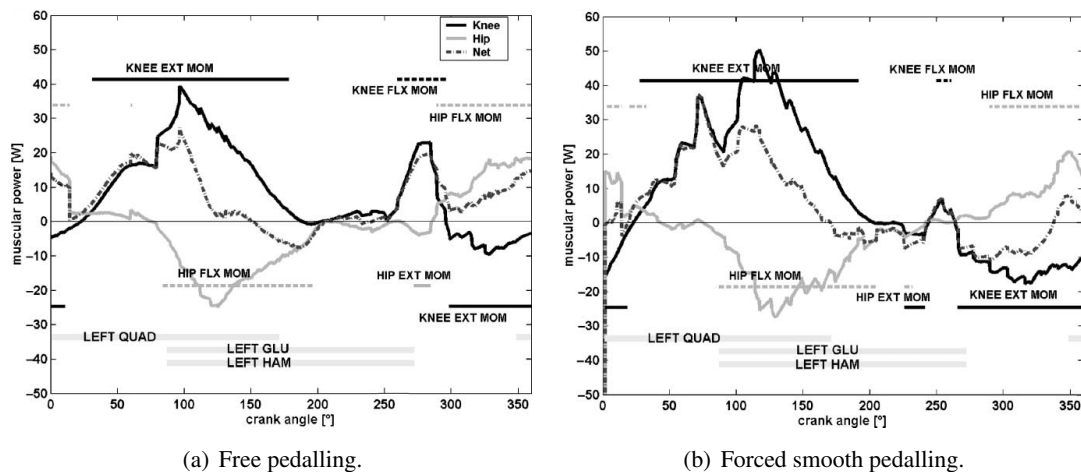 60
50
40
30
20
10
0
−10
−20
−30
−40
−50
muscular power [W]
Knee
Hip
Net
KNEE EXT MOM
KNEE FLX MOM
HIP FLX MOM
HIP FLX MOM
HIP EXT MOM
KNEE EXT MOM
LEFT QUAD
LEFT GLU
LEFT HAM
0 50 100 150 200 250 300 350
crank angle [°]
(a) Free pedalling.
60
50
40
30
20
10
0
−10
−20
−30
−40
−50
muscular power [W]
KNEE EXT MOM
KNEE FLX MOM
HIP FLX MOM
HIP FLX MOM
HIP EXT MOM
KNEE EXT MOM
LEFT QUAD
LEFT GLU
LEFT HAM
0 50 100 150 200 250 300 350
crank angle [°]
(b) Forced smooth pedalling.